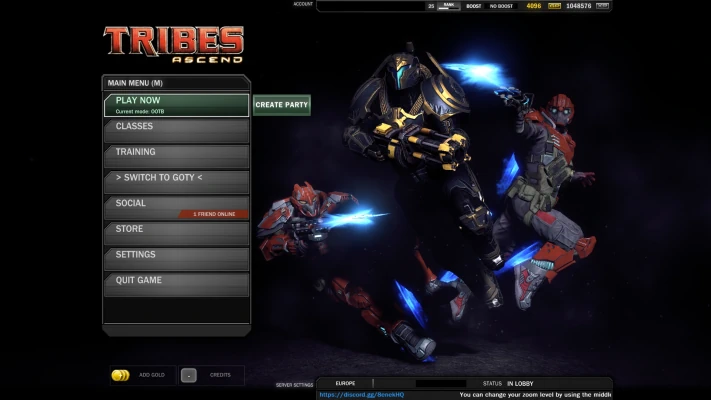 ACCOUNT
25 RANK BOOST NO BOOST 4096 1048576
TRIBES
ASCEND
MAIN MENU (M)
PLAY NOW
Current mode: OOTB
CREATE PARTY
CLASSES
TRAINING
> SWITCH TO GOTY <
SOCIAL
1 FRIEND ONLINE
STORE
SETTINGS
QUIT GAME
ADD GOLD
CREDITS
SERVER SETTINGS
EUROPE
STATUS IN LOBBY
https://discord.gg/8enekHQ You can change your zoom level by using the middl